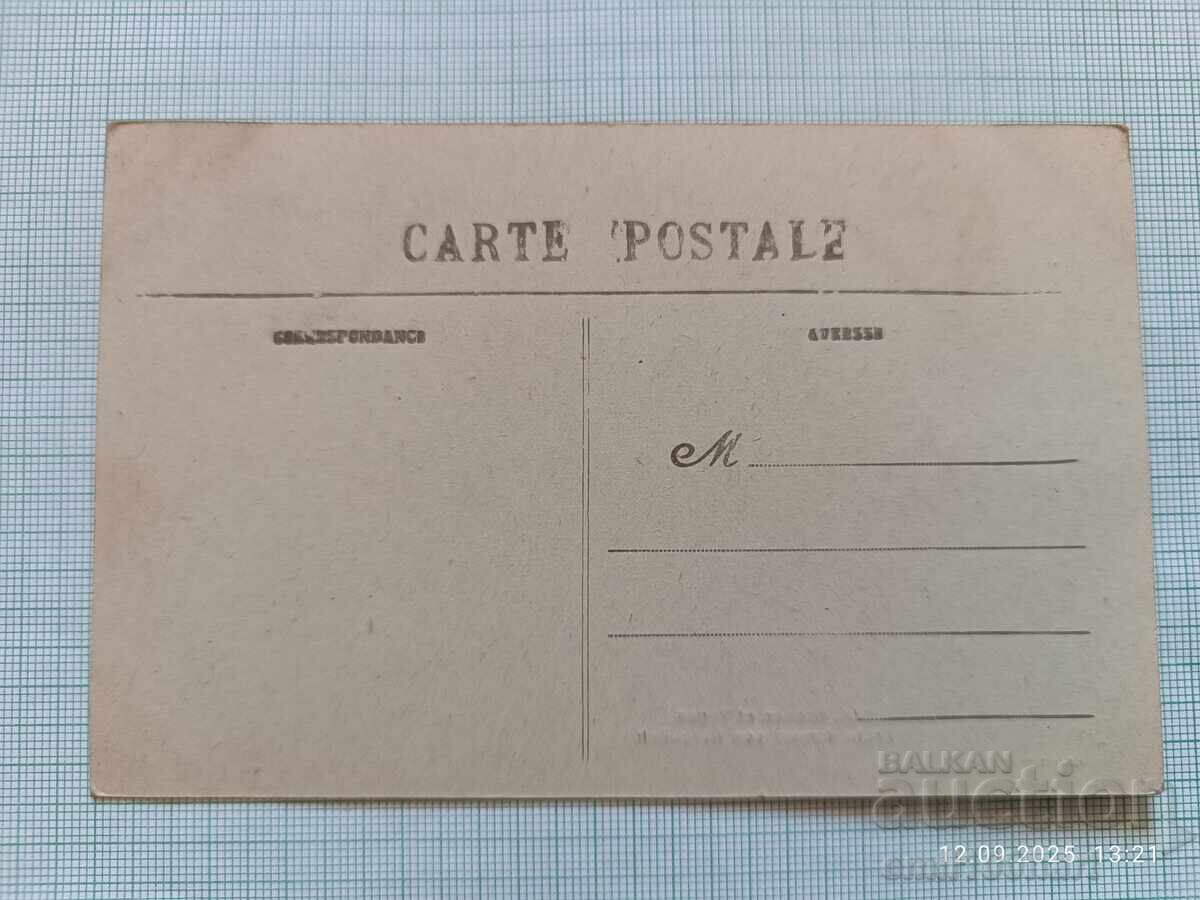 CARTE POSTALE
CORRESPONDANCE
ADRESSE
M
BALKAN
auction
12.09.2025 13:21